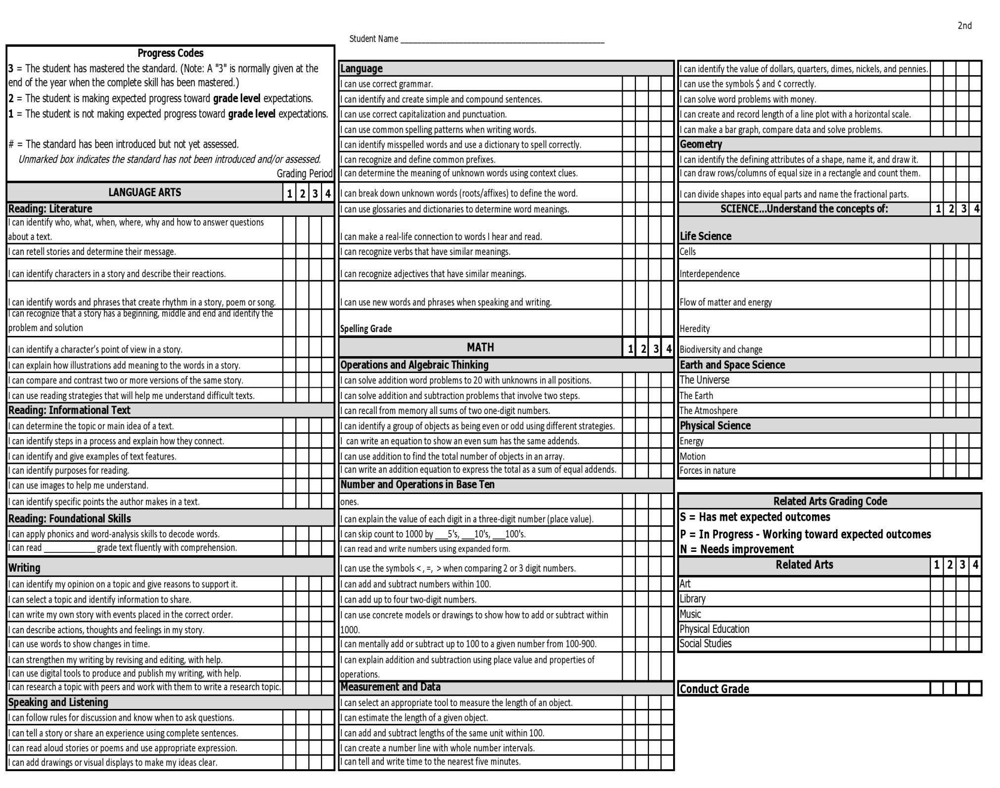 2nd
Student Name ___________________________________________
Progress Codes
3 = The student has mastered the standard. (Note: A "3" is normally given at the
end of the year when the complete skill has been mastered.)
2 = The student is making expected progress toward grade level expectations.
1 = The student is not making expected progress toward grade level expectations.
# = The standard has been introduced but not yet assessed.
Unmarked box indicates the standard has not been introduced and/or assessed.
Grading Period
LANGUAGE ARTS 1 2 3 4
Reading: Literature
I can identify who, what, when, where, why and how to answer questions
about a text.
I can retell stories and determine their message.
I can identify characters in a story and describe their reactions.
I can identify words and phrases that create rhythm in a story, poem or song.
I can recognize that a story has a beginning, middle and end and identify the
problem and solution
I can identify a character’s point of view in a story.
I can explain how illustrations add meaning to the words in a story.
I can compare and contrast two or more versions of the same story.
I can use reading strategies that will help me understand difficult texts.
Reading: Informational Text
I can determine the topic or main idea of a text.
I can identify steps in a process and explain how they connect.
I can identify and give examples of text features.
I can identify purposes for reading.
I can use images to help me understand.
I can identify specific points the author makes in a text.
Reading: Foundational Skills
I can apply phonics and word-analysis skills to decode words.
I can read ___________ grade text fluently with comprehension.
Writing
I can identify my opinion on a topic and give reasons to support it.
I can select a topic and identify information to share.
I can write my own story with events placed in the correct order.
I can describe actions, thoughts and feelings in my story.
I can use words to show changes in time.
I can strengthen my writing by revising and editing, with help.
I can use digital tools to produce and publish my writing, with help.
I can research a topic with peers and work with them to write a research topic.
Speaking and Listening
I can follow rules for discussion and know when to ask questions.
I can tell a story or share an experience using complete sentences.
I can read aloud stories or poems and use appropriate expression.
I can add drawings or visual displays to make my ideas clear.
Language
I can use correct grammar.
I can identify and create simple and compound sentences.
I can use correct capitalization and punctuation.
I can use common spelling patterns when writing words.
I can identify misspelled words and use a dictionary to spell correctly.
I can recognize and define common prefixes.
I can determine the meaning of unknown words using context clues.
I can break down unknown words (roots/affixes) to define the word.
I can use glossaries and dictionaries to determine word meanings.
I can make a real-life connection to words I hear and read.
I can recognize verbs that have similar meanings.
I can recognize adjectives that have similar meanings.
I can use new words and phrases when speaking and writing.
Spelling Grade
MATH 1 2 3 4
Operations and Algebraic Thinking
I can solve addition word problems to 20 with unknowns in all positions.
I can solve addition and subtraction problems that involve two steps.
I can recall from memory all sums of two one-digit numbers.
I can identify a group of objects as being even or odd using different strategies.
I can write an equation to show an even sum has the same addends.
I can use addition to find the total number of objects in an array.
I can write an addition equation to express the total as a sum of equal addends.
Number and Operations in Base Ten
ones.
I can explain the value of each digit in a three-digit number (place value).
I can skip count to 1000 by ___5's, ___10's, ___100's.
I can read and write numbers using expanded form.
I can use the symbols < , =, > when comparing 2 or 3 digit numbers.
I can add and subtract numbers within 100.
I can add up to four two-digit numbers.
I can use concrete models or drawings to show how to add or subtract within
1000.
I can mentally add or subtract up to 100 to a given number from 100-900.
I can explain addition and subtraction using place value and properties of
operations.
Measurement and Data
I can select an appropriate tool to measure the length of an object.
I can estimate the length of a given object.
I can add and subtract lengths of the same unit within 100.
I can create a number line with whole number intervals.
I can tell and write time to the nearest five minutes.
I can identify the value of dollars, quarters, dimes, nickels, and pennies.
I can use the symbols $ and ¢ correctly.
I can solve word problems with money.
I can create and record length of a line plot with a horizontal scale.
I can make a bar graph, compare data and solve problems.
Geometry
I can identify the defining attributes of a shape, name it, and draw it.
I can draw rows/columns of equal size in a rectangle and count them.
I can divide shapes into equal parts and name the fractional parts.
SCIENCE...Understand the concepts of: 1 2 3 4
Life Science
Cells
Interdependence
Flow of matter and energy
Heredity
Biodiversity and change
Earth and Space Science
The Universe
The Earth
The Atmoshpere
Physical Science
Energy
Motion
Forces in nature
Related Arts Grading Code
S = Has met expected outcomes
P = In Progress - Working toward expected outcomes
N = Needs improvement
Related Arts 1 2 3 4
Art
Library
Music
Physical Education
Social Studies
Conduct Grade